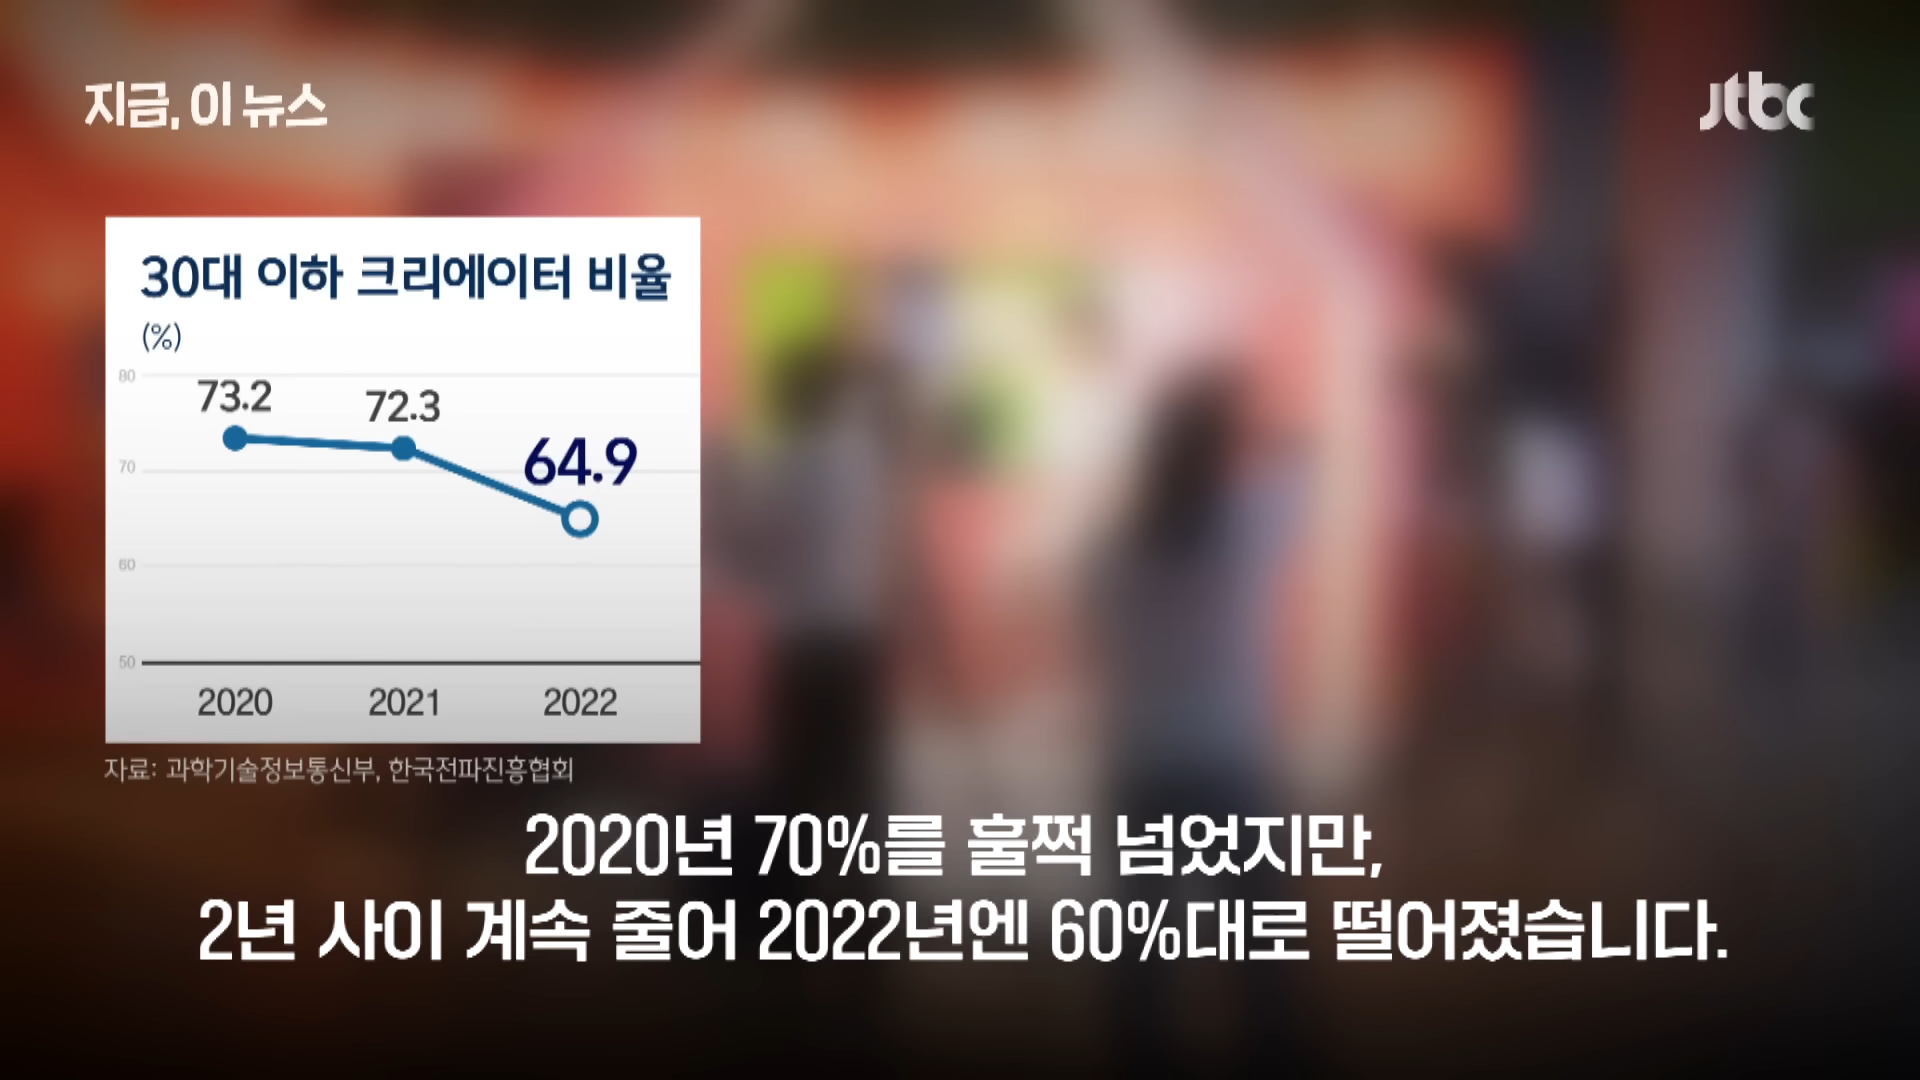 지금, 이 뉴스
jtbc
30대 이하 크리에이터 비율
(%)
80
73.2
72.3
64.9
70
60
50
2020 2021 2022
자료: 과학기술정보통신부, 한국전파진흥협회
2020년 70%를 훌쩍 넘었지만,
2년 사이 계속 줄어 2022년엔 60%대로 떨어졌습니다.